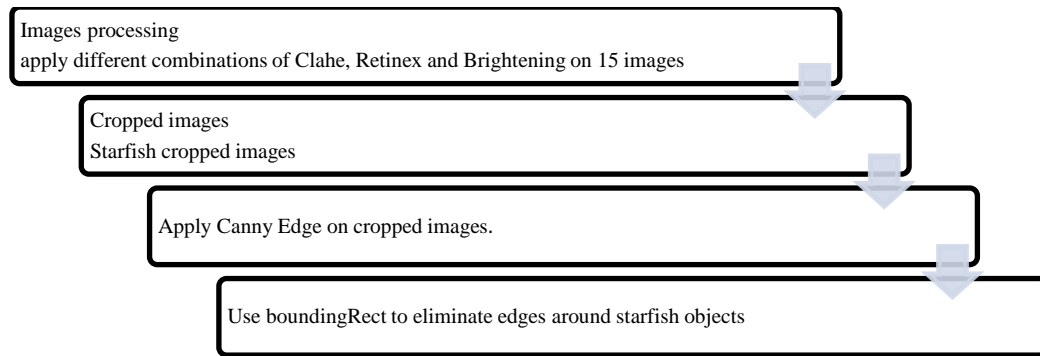 Images processing
apply different combinations of Clahe, Retinex and Brightening on 15 images
Cropped images
Starfish cropped images
Apply Canny Edge on cropped images.
Use boundingRect to eliminate edges around starfish objects